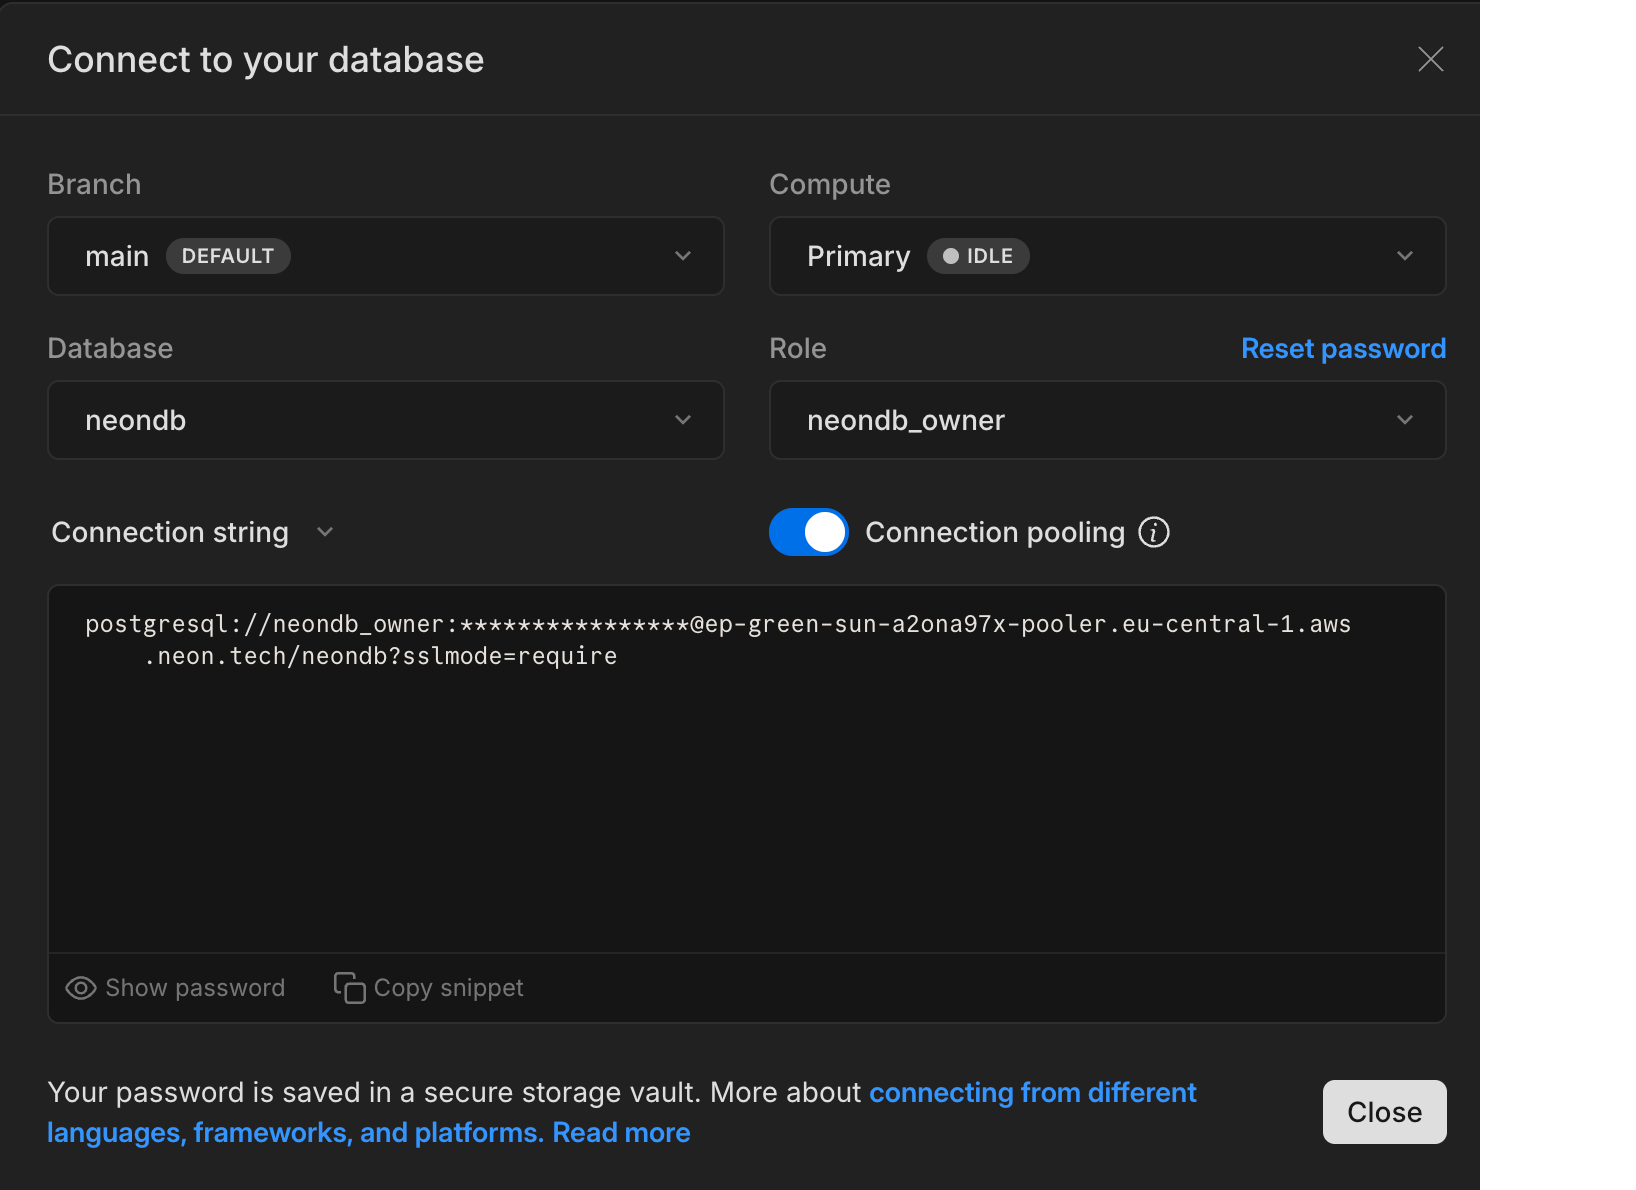 Connect to your database
Branch
Compute
main DEFAULT
Primary IDLE
Database
Role
Reset password
neondb
neondb_owner
Connection string
Connection pooling
postgresql://neondb_owner:****************@ep-green-sun-a2ona97x-pooler.eu-central-1.aws
.neon.tech/neondb?sslmode=require
Show password
Copy snippet
Your password is saved in a secure storage vault. More about connecting from different
languages, frameworks, and platforms. Read more
Close